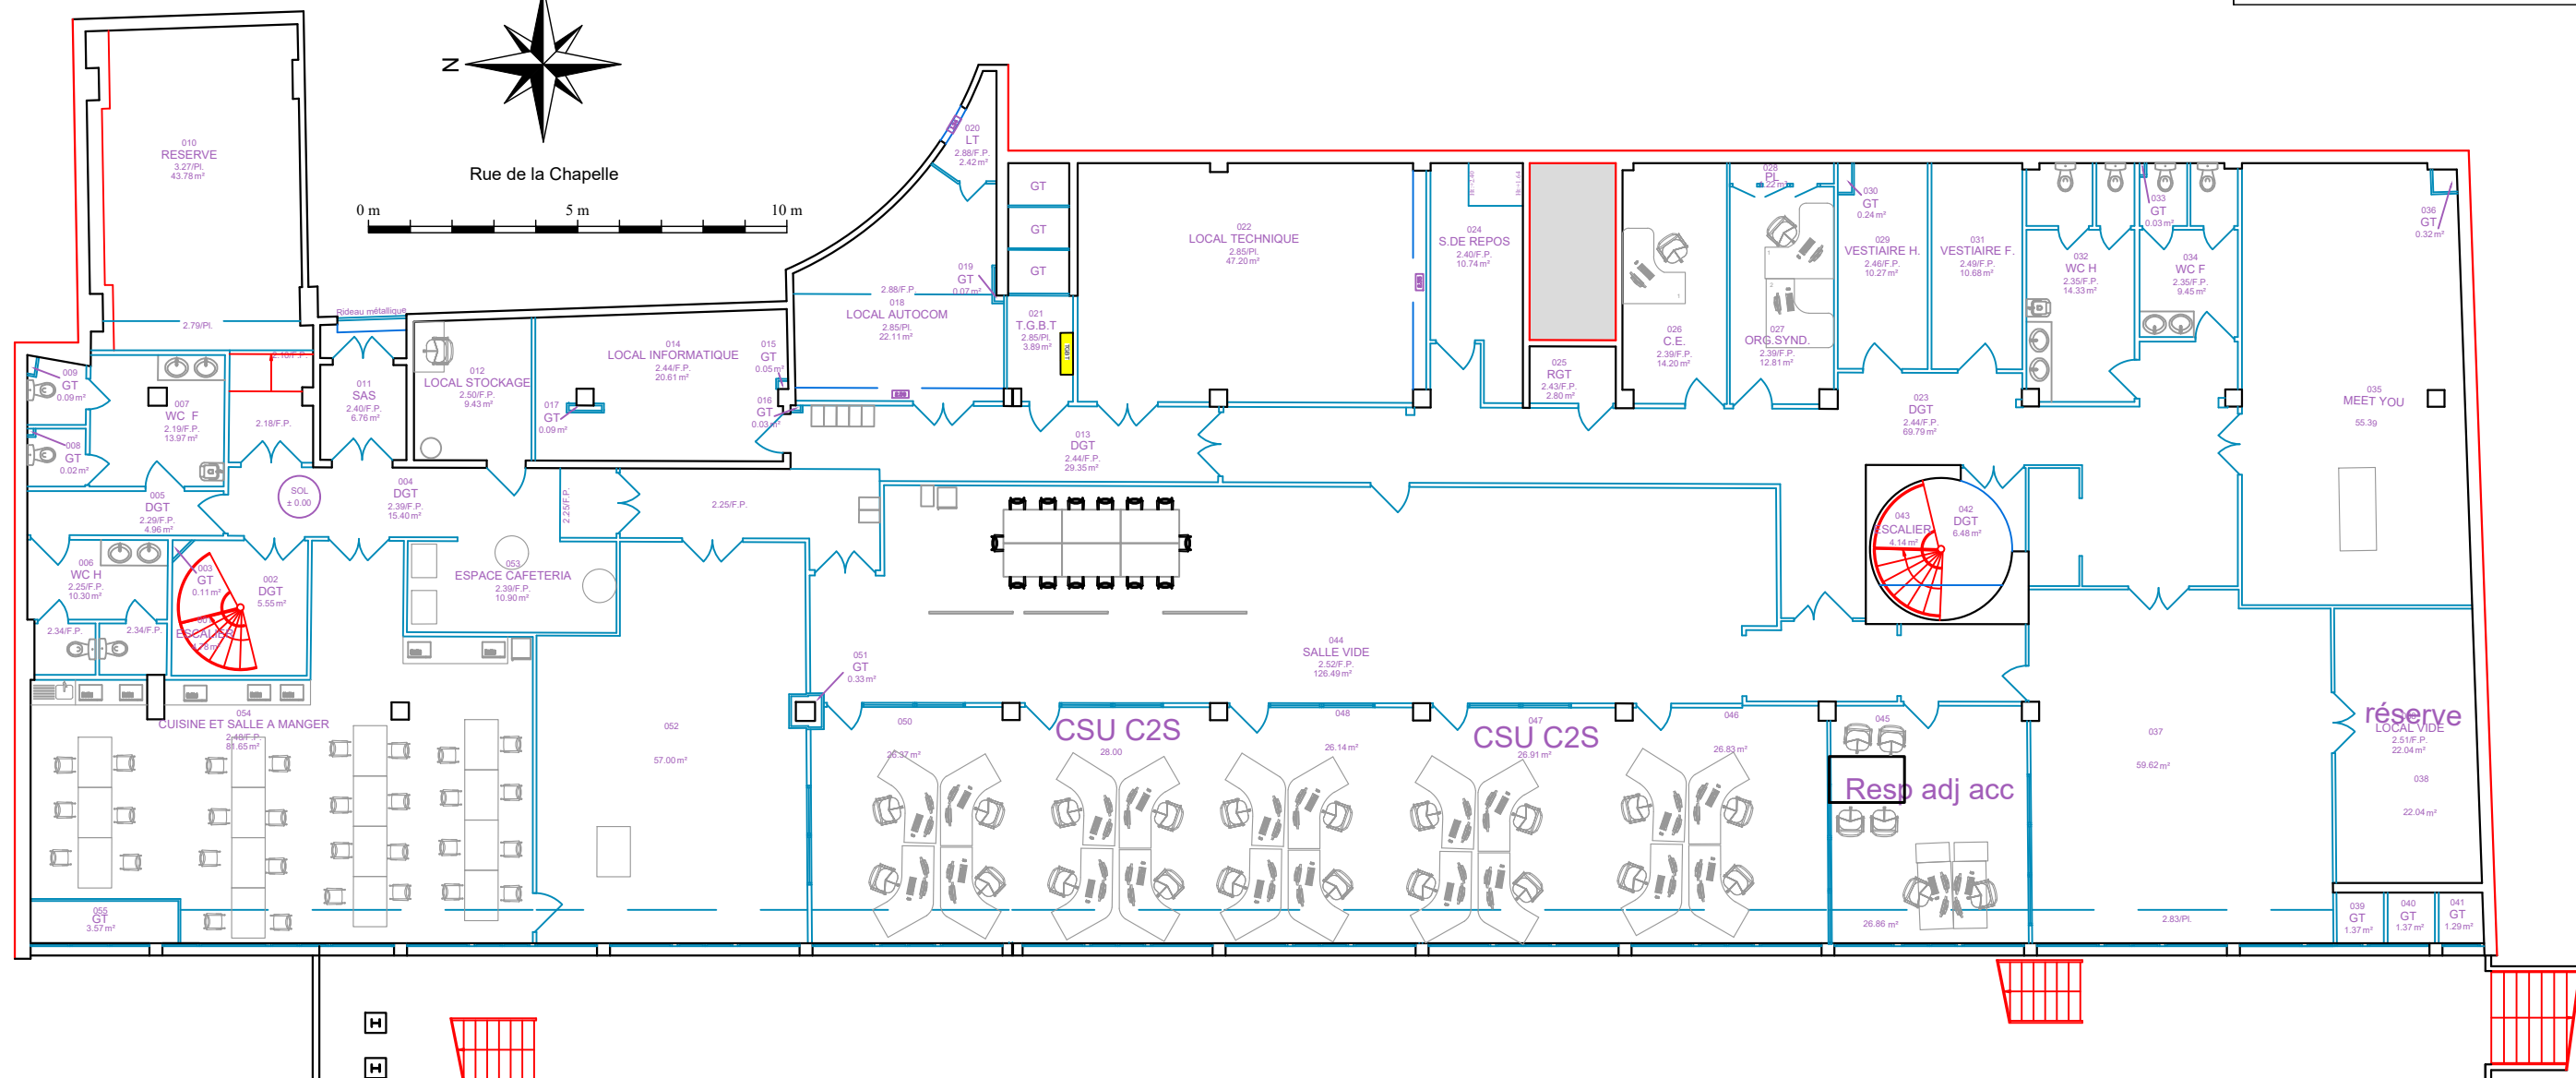 N
Rue de la Chapelle
0 m
5 m
10 m
010
RESERVE
3.27/Pl.
43.78 m²
2.79/Pl.
Rideau métallique
009
GT
0.09 m²
008
GT
0.02 m²
007
WC F
2.19/F.P.
13.97 m²
2.18/F.P.
011
SAS
2.40/F.P.
6.76 m²
012
LOCAL STOCKAGE
2.50/F.P.
9.43 m²
014
LOCAL INFORMATIQUE
2.44/F.P.
20.61 m²
015
GT
0.05 m²
016
GT
0.03 m²
017
GT
0.09 m²
2.88/F.P.
018
LOCAL AUTOCOM
2.85/Pl.
22.11 m²
019
GT
0.07 m²
020
LT
2.88/F.P.
2.42 m²
GT
GT
GT
021
T.G.B.T
2.85/Pl.
3.89 m²
022
LOCAL TECHNIQUE
2.85/Pl.
47.20 m²
024
S.DE REPOS
2.40/F.P.
10.74 m²
025
RGT
2.43/F.P.
2.80 m²
026
C.E.
2.39/F.P.
14.20 m²
028
PL
027
ORG.SYND.
2.39/F.P.
12.81 m²
1
1
2
030
GT
0.24 m²
029
VESTIAIRE H.
2.46/F.P.
10.27 m²
031
VESTIAIRE F.
2.49/F.P.
10.68 m²
032
WC H
2.35/F.P.
14.33 m²
033
GT
0.03 m²
034
WC F
2.35/F.P.
9.45 m²
036
GT
0.32 m²
035
MEET YOU
55.39
023
DGT
2.44/F.P.
69.79 m²
013
DGT
2.44/F.P.
29.35 m²
SOL
± 0.00
004
DGT
2.39/F.P.
15.40 m²
005
DGT
2.29/F.P.
4.96 m²
2.25/F.P.
2.25/F.P.
006
WC H
2.25/F.P.
10.30 m²
2.34/F.P.
2.34/F.P.
003
GT
0.11 m²
002
DGT
5.55 m²
ESCALIER
053
ESPACE CAFETERIA
2.39/F.P.
10.90 m²
043
ESCALIER
4.14 m²
042
DGT
6.48 m²
044
SALLE VIDE
2.52/F.P.
126.49 m²
051
GT
0.33 m²
054
CUISINE ET SALLE A MANGER
2.48/F.P.
81.65 m²
052
57.00 m²
050
26.37 m²
CSU C2S
28.00
048
26.14 m²
047
CSU C2S
26.91 m²
046
26.83 m²
045
Resp adj acc
26.86 m²
037
59.62 m²
2.83/Pl.
réserve
LOCAL VIDE
2.51/F.P.
22.04 m²
038
22.04 m²
055
GT
3.57 m²
039
GT
1.37 m²
040
GT
1.37 m²
041
GT
1.29 m²
H
H